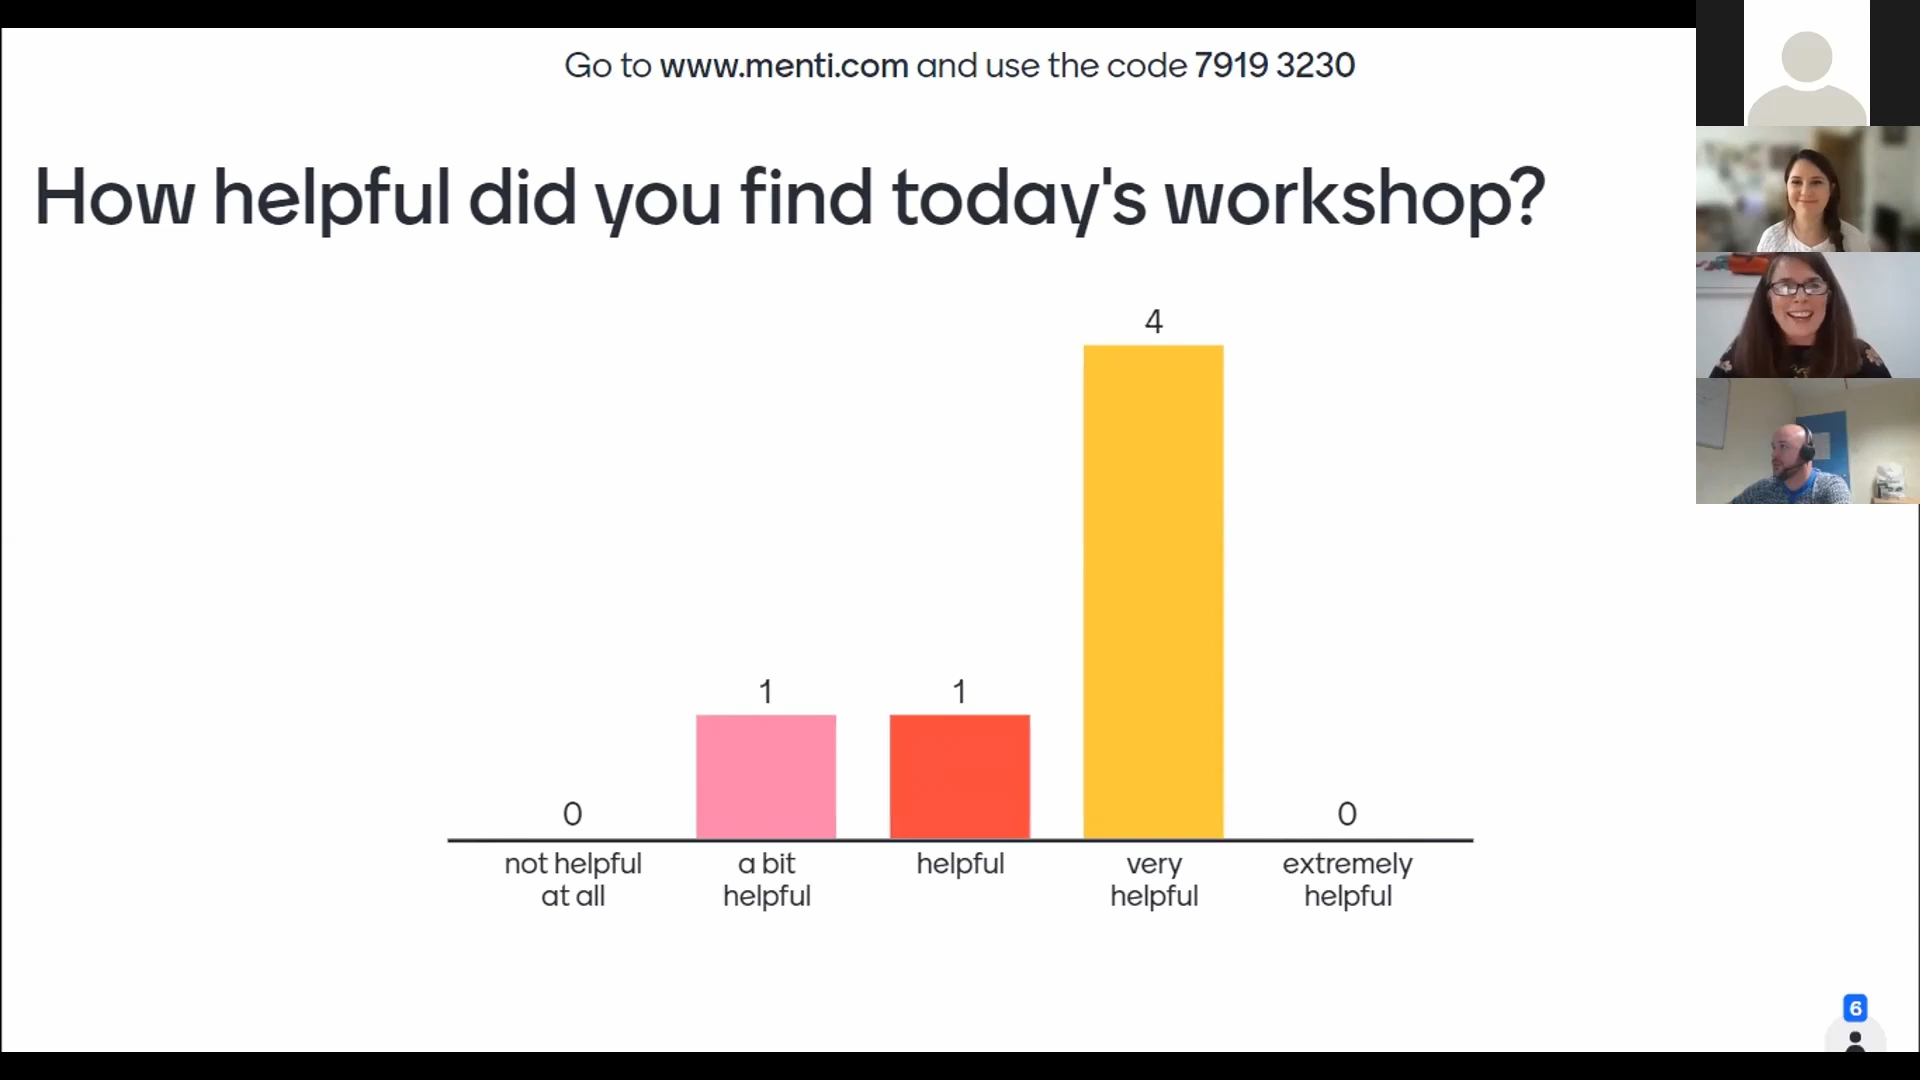 Go to www.menti.com and use the code 7919 3230
How helpful did you find today's workshop?
4
1
1
0
0
not helpful
at all
a bit
helpful
helpful
very
helpful
extremely
helpful
6